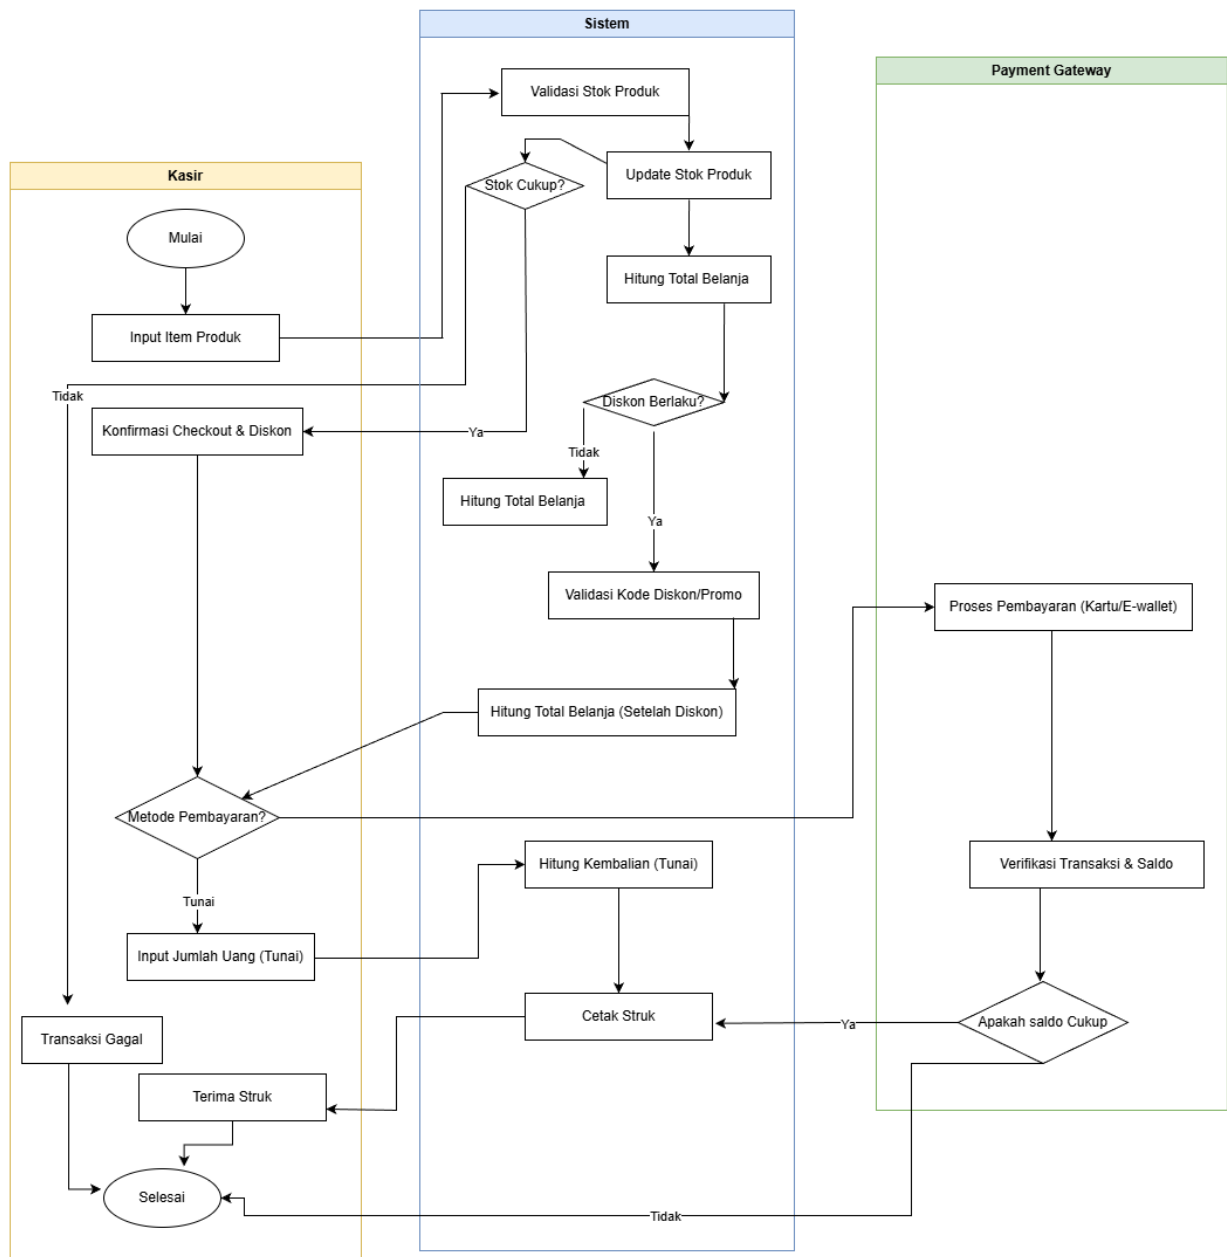 Sistem
Payment Gateway
Validasi Stok Produk
Kasir
Stok Cukup?
Update Stok Produk
Mulai
Hitung Total Belanja
Input Item Produk
Tidak
Diskon Berlaku?
Konfirmasi Checkout & Diskon
Ya
Tidak
Hitung Total Belanja
Ya
Validasi Kode Diskon/Promo
Proses Pembayaran (Kartu/E-wallet)
Hitung Total Belanja (Setelah Diskon)
Metode Pembayaran?
Hitung Kembalian (Tunai)
Verifikasi Transaksi & Saldo
Tunai
Input Jumlah Uang (Tunai)
Cetak Struk
Ya
Apakah saldo Cukup
Transaksi Gagal
Terima Struk
Selesai
Tidak